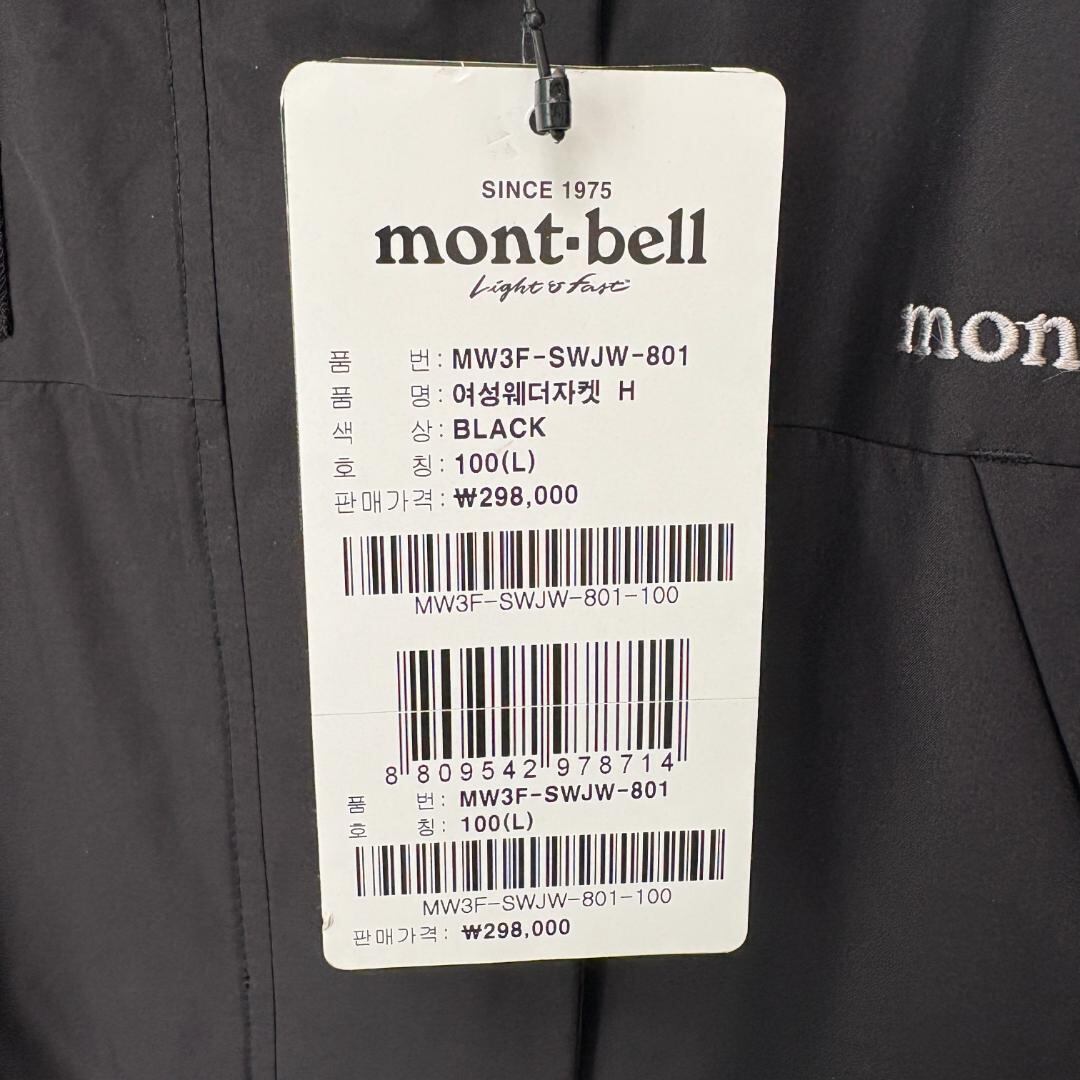 SINCE 1975
mont-bell
Light & Fast
품 번: MW3F-SWJW-801
품 명: 여성웨더자켓 H
색 상: BLACK
호 칭: 100(L)
판매가격: ₩298,000
MW3F-SWJW-801-100
8 809542 978714
품 번: MW3F-SWJW-801
호 칭: 100(L)
MW3F-SWJW-801-100
판매가격: ₩298,000
mon